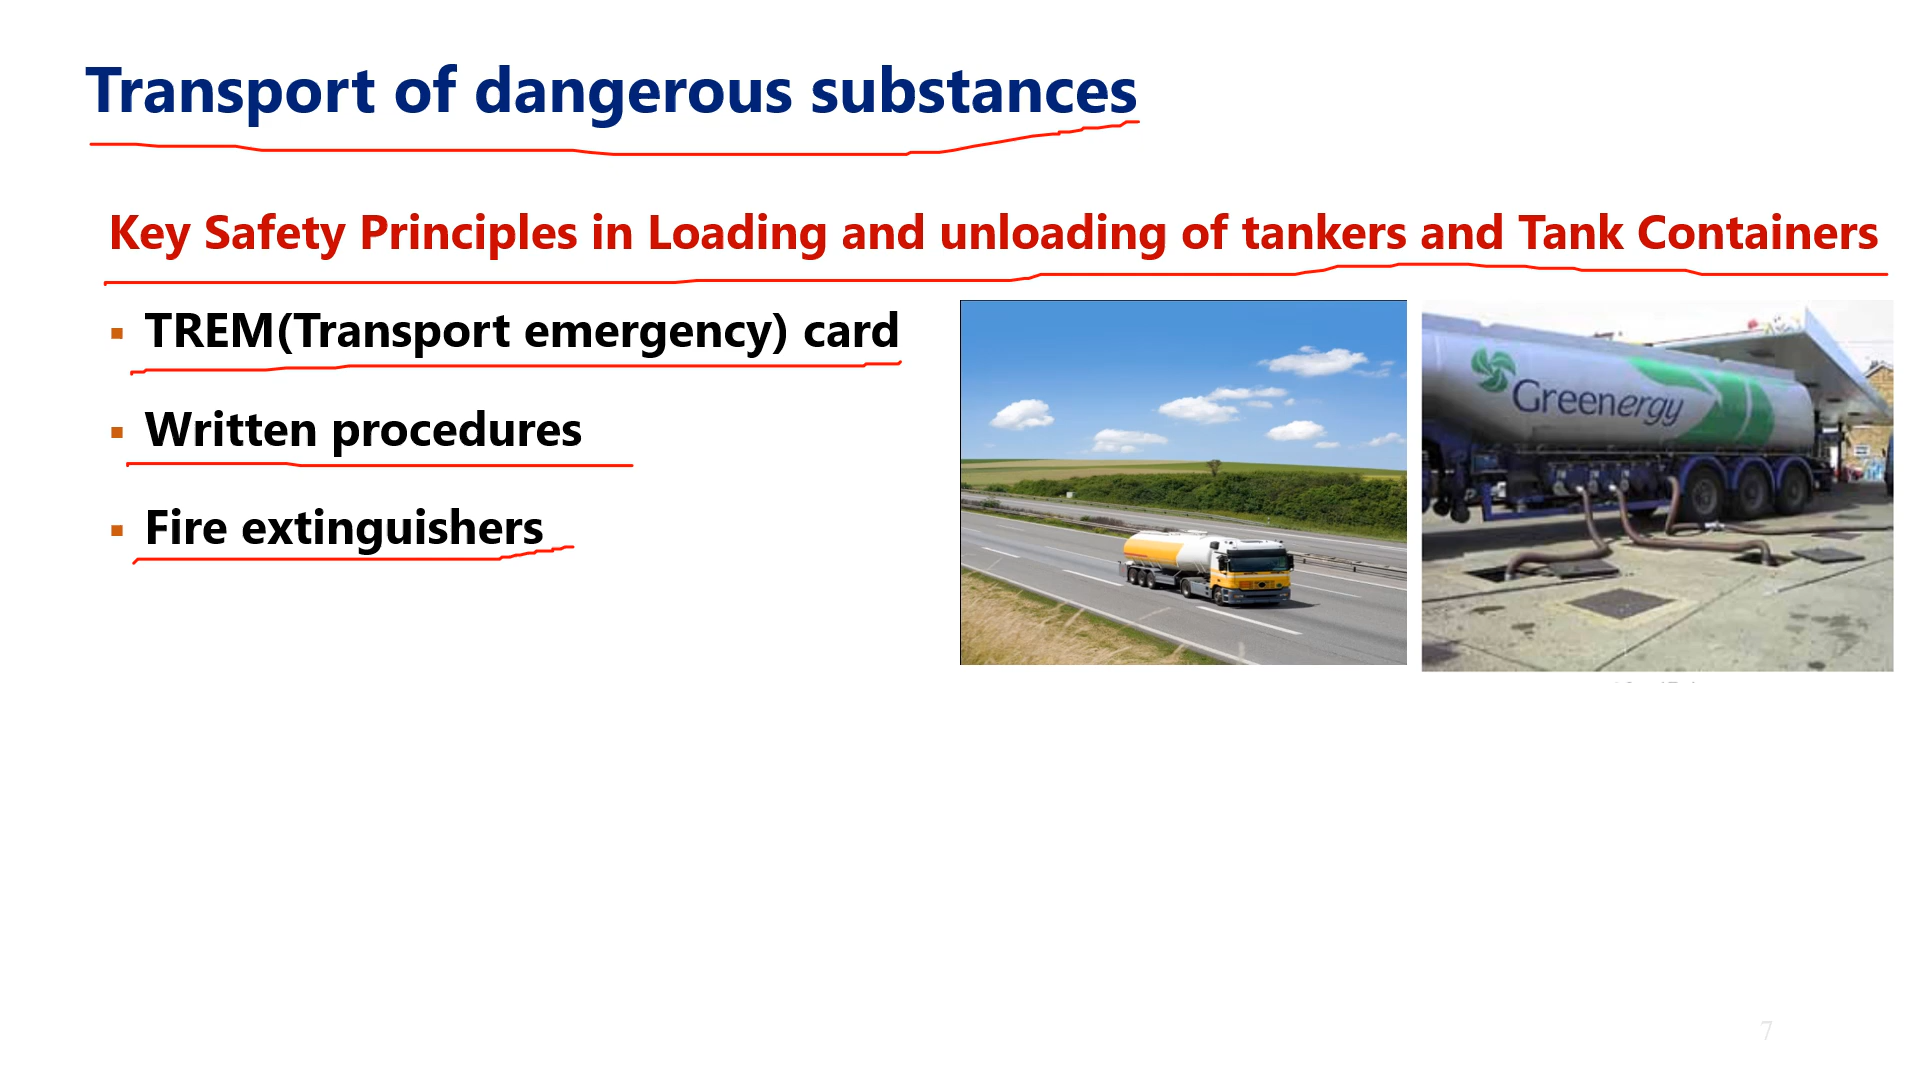 Transport of dangerous substances
Key Safety Principles in Loading and unloading of tankers and Tank Containers
▪ TREM(Transport emergency) card
▪ Written procedures
▪ Fire extinguishers
Greenergy
7